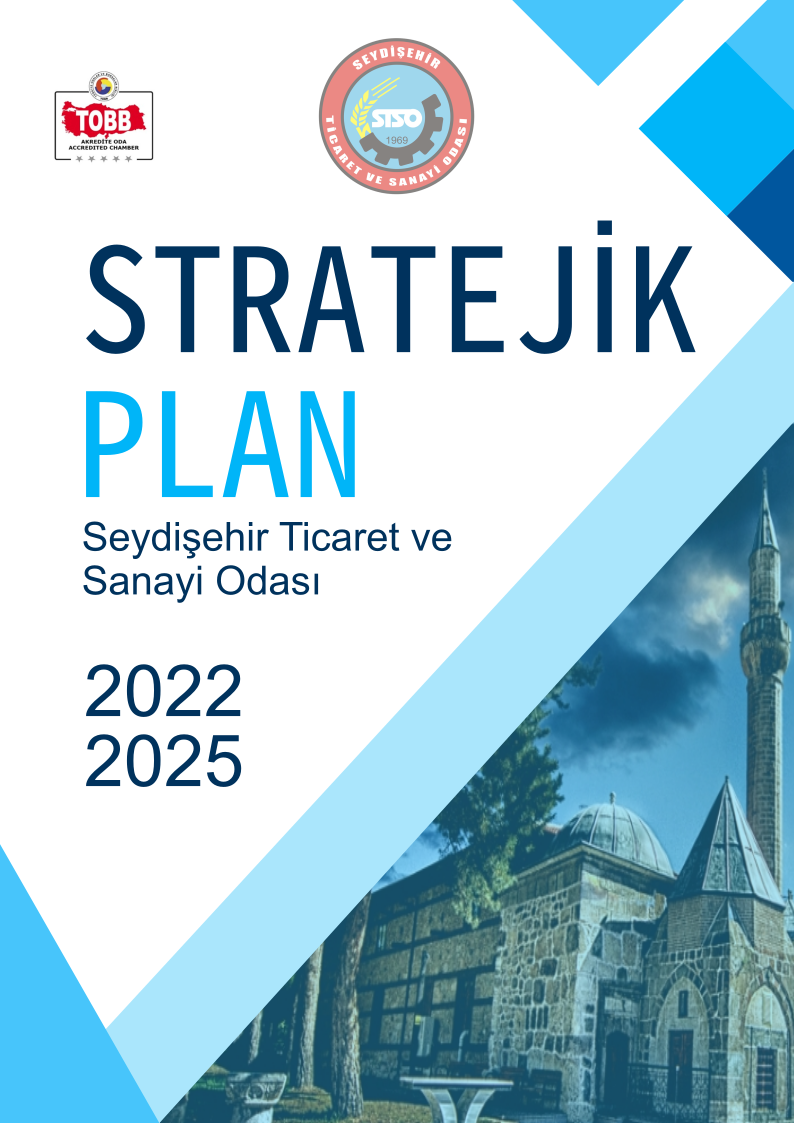 TOBB
AKREDİTE ODA
ACCREDITED CHAMBER
SEYDİŞEHİR
STSO
1969
TİCARET VE SANAYİ ODASI
STRATEJİK
PLAN
Seydişehir Ticaret ve
Sanayi Odası
2022
2025